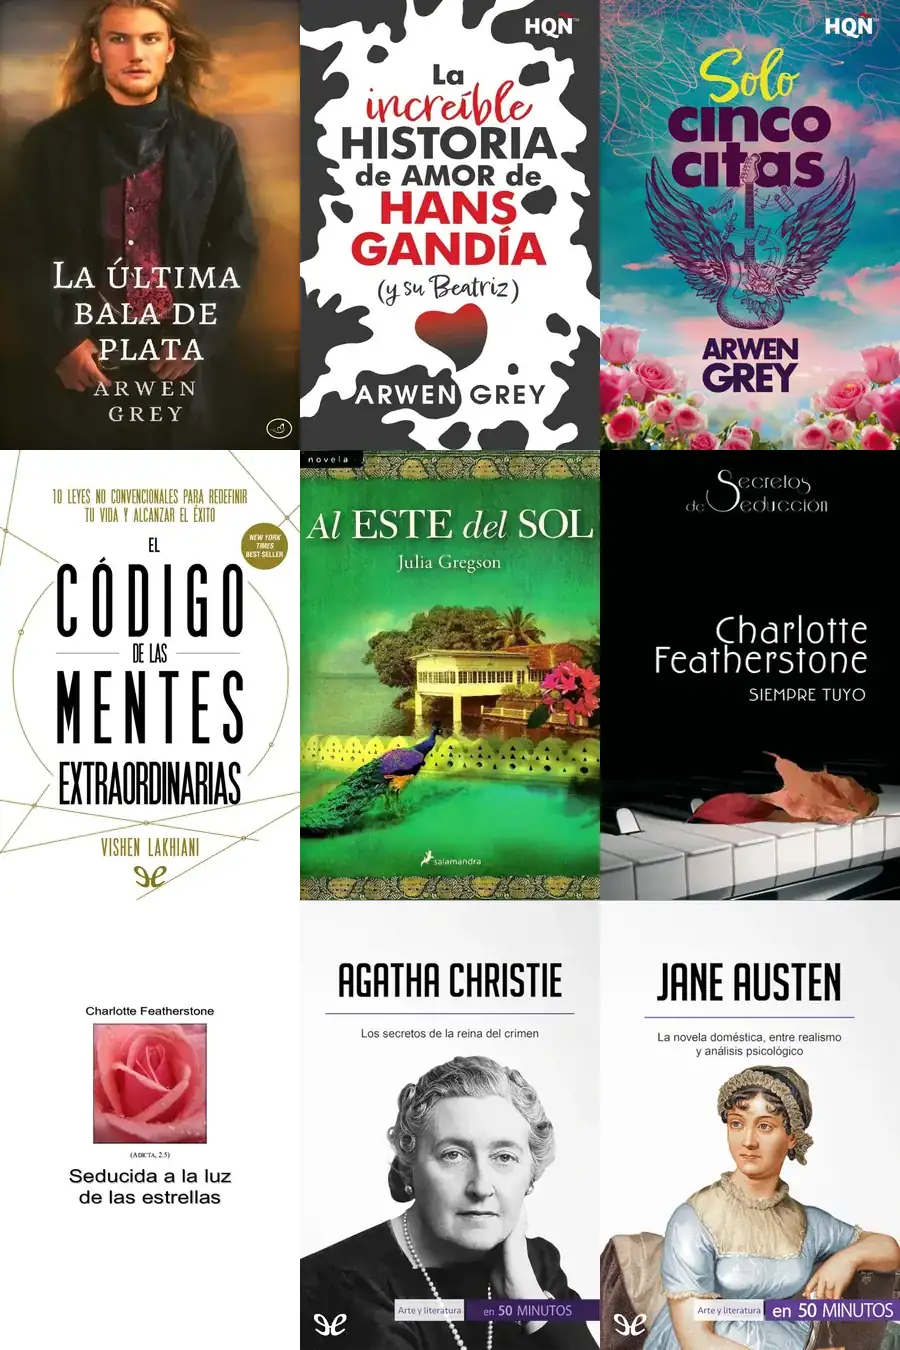 LA ÚLTIMA
BALA DE
PLATA
ARWEN
GREY
HQÑ™
La
increíble
HISTORIA
de AMOR de
HANS
GANDÍA
(y su Beatriz)
ARWEN GREY
HQÑ
Solo
cinco
citas
ARWEN
GREY
10 LEYES NO CONVENCIONALES PARA REDEFINIR
TU VIDA Y ALCANZAR EL ÉXITO
NEW YORK
TIMES
BEST SELLER
EL
CÓDIGO
DE LAS
MENTES
EXTRAORDINARIAS
VISHEN LAKHIANI
novela
Al ESTE del SOL
Julia Gregson
salamandra
Secretos
de Seducción
Charlotte
Featherstone
SIEMPRE TUYO
Charlotte Featherstone
(ADICTA, 2.5)
Seducida a la luz
de las estrellas
AGATHA CHRISTIE
Los secretos de la reina del crimen
Arte y literatura en 50 MINUTOS
JANE AUSTEN
La novela doméstica, entre realismo
y análisis psicológico
Arte y literatura en 50 MINUTOS